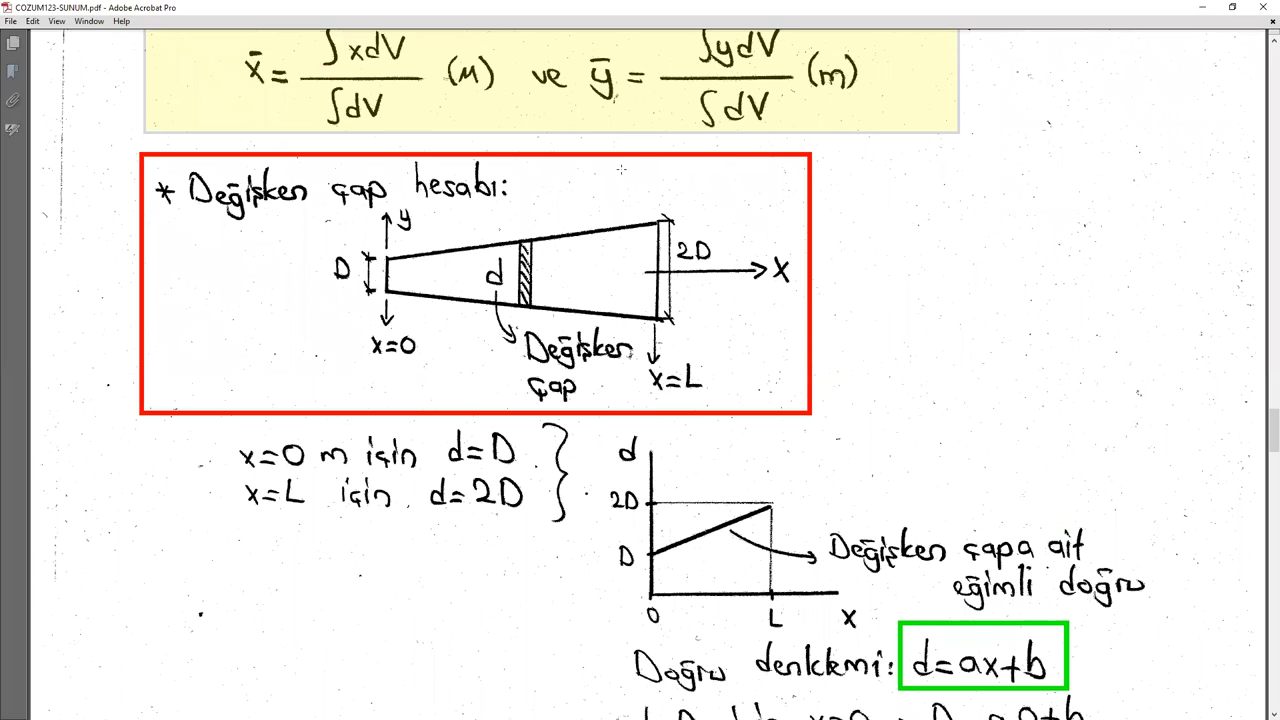 COZUM123-SUNUM.pdf - Adobe Acrobat Pro
File Edit View Window Help
x̄ = ∫xdV / ∫dV (m) ve ȳ = ∫ydV / ∫dV (m)
* Değişken çap hesabı:
y
D
d
2D
x
x=0
Değişken
çap
x=L
x=0 m için d=D
x=L için d=2D
d
2D
D
0
L
x
Değişken çapa ait
eğimli doğru
Doğru denklemi: d=ax+b